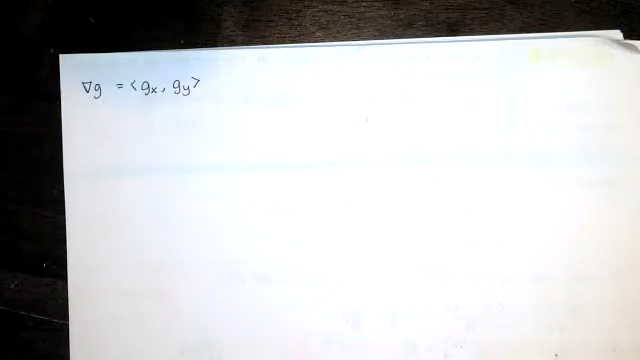 ∇g = <gx, gy>